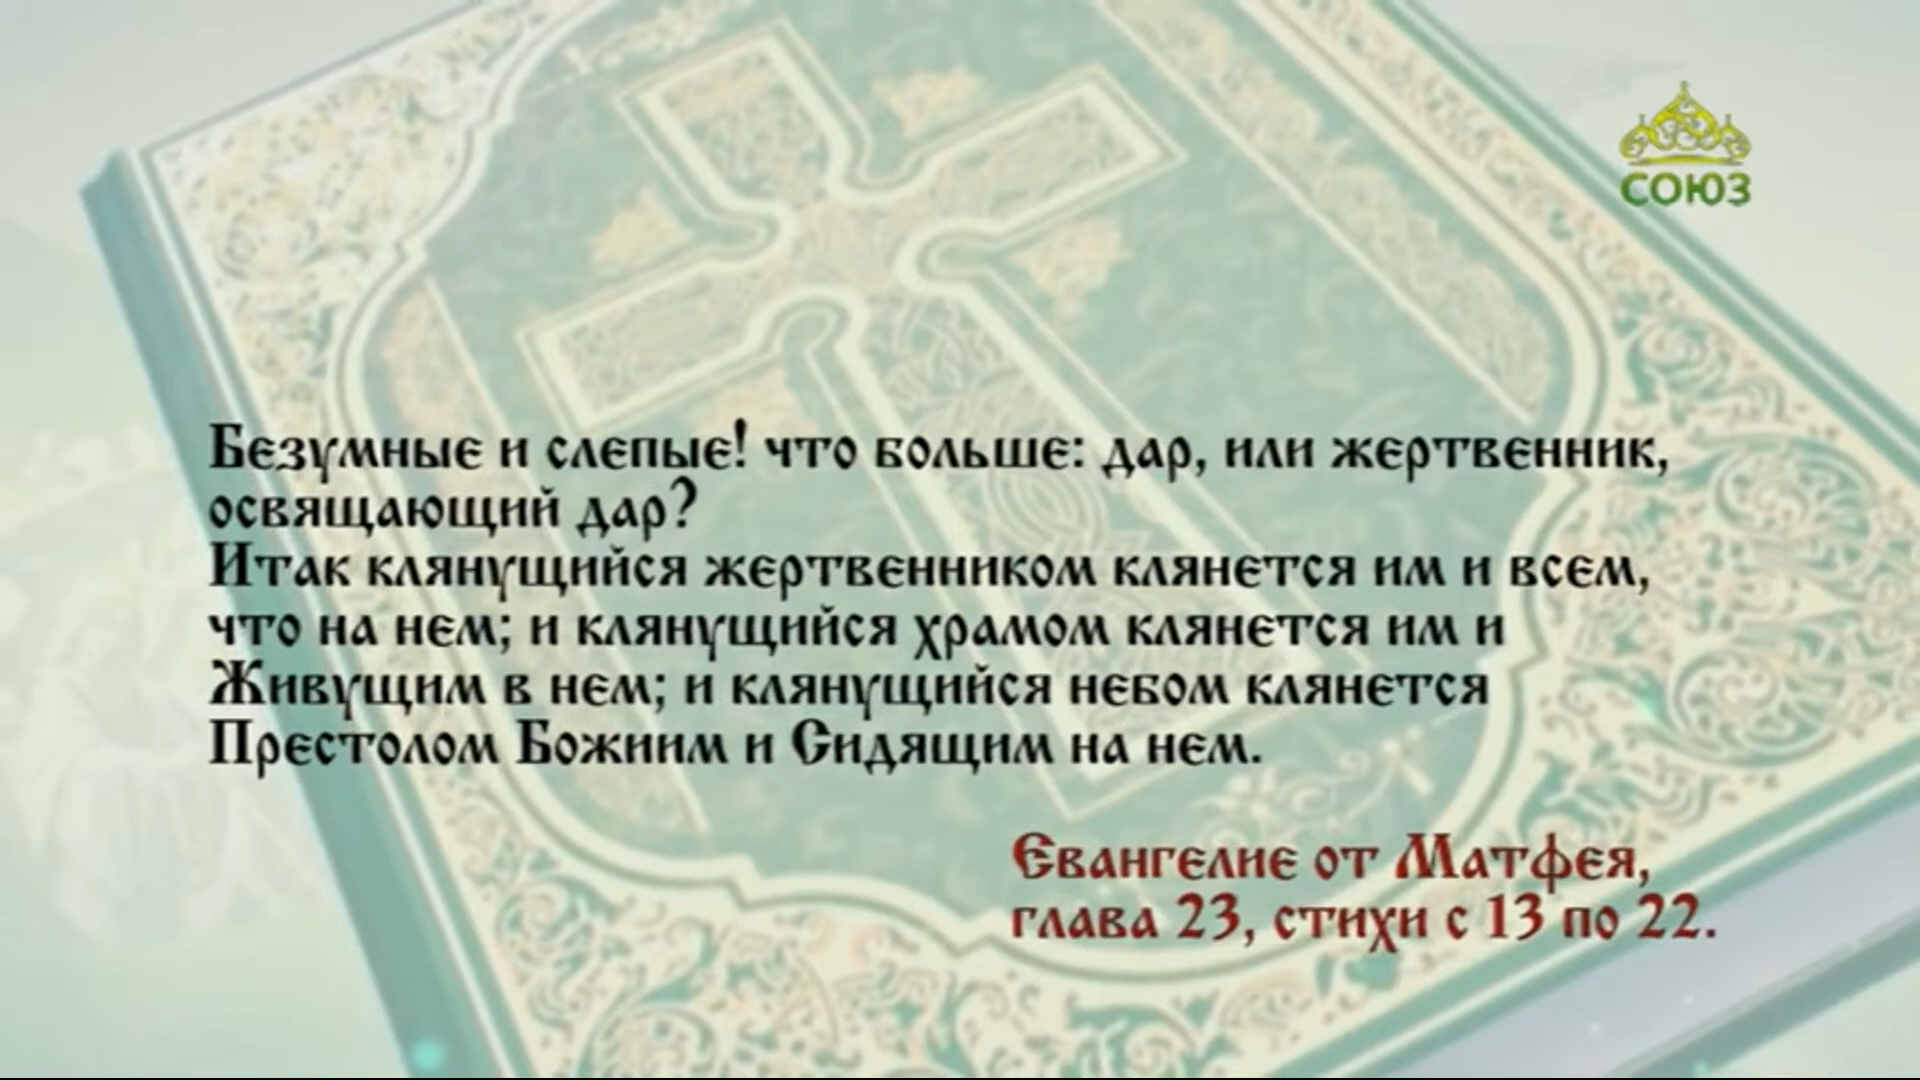 СОЮЗ
Безумные и слепые! что больше: дар, или жертвенник,
освящающий дар?
Итак клянущийся жертвенником клянется им и всем,
что на нем; и клянущийся храмом клянется им и
Живущим в нем; и клянущийся небом клянется
Престолом Божиим и Сидящим на нем.
Евангелие от Матфея,
глава 23, стихи с 13 по 22.